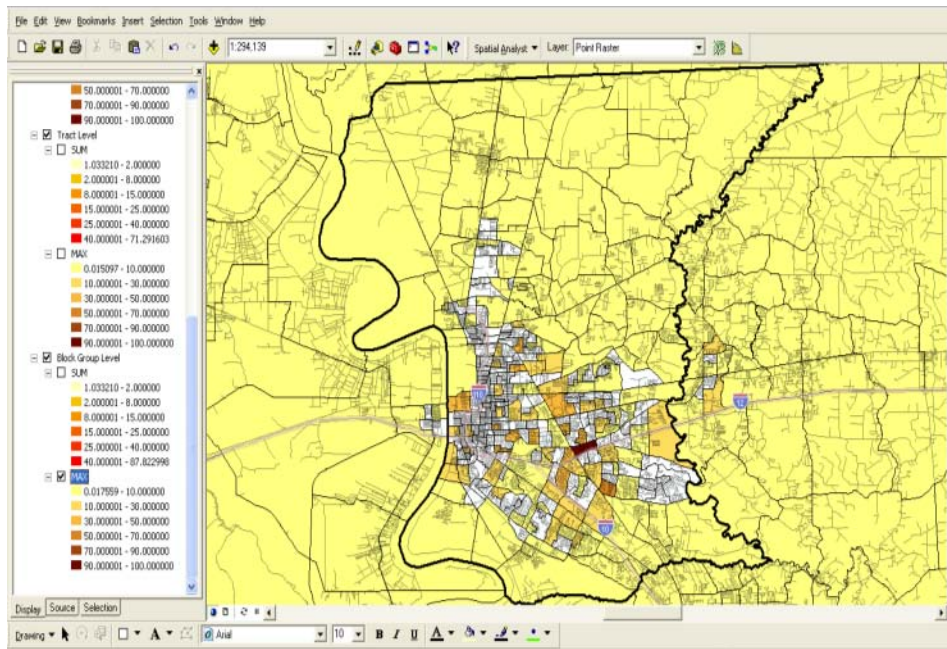 File Edit View Bookmarks Insert Selection Tools Window Help
1:294,139 Spatial Analyst Layer: Point Raster
50.000001 - 70.000000
70.000001 - 90.000000
90.000001 - 100.000000
Tract Level
SUM
1.033210 - 2.000000
2.000001 - 8.000000
8.000001 - 15.000000
15.000001 - 25.000000
25.000001 - 40.000000
40.000001 - 71.291603
MAX
0.015097 - 10.000000
10.000001 - 30.000000
30.000001 - 50.000000
50.000001 - 70.000000
70.000001 - 90.000000
90.000001 - 100.000000
Block Group Level
SUM
1.033210 - 2.000000
2.000001 - 8.000000
8.000001 - 15.000000
15.000001 - 25.000000
25.000001 - 40.000000
40.000001 - 87.822998
MAX
0.017559 - 10.000000
10.000001 - 30.000000
30.000001 - 50.000000
50.000001 - 70.000000
70.000001 - 90.000000
90.000001 - 100.000000
Display Source Selection
12
10
Drawing A Arial 10 B I U A